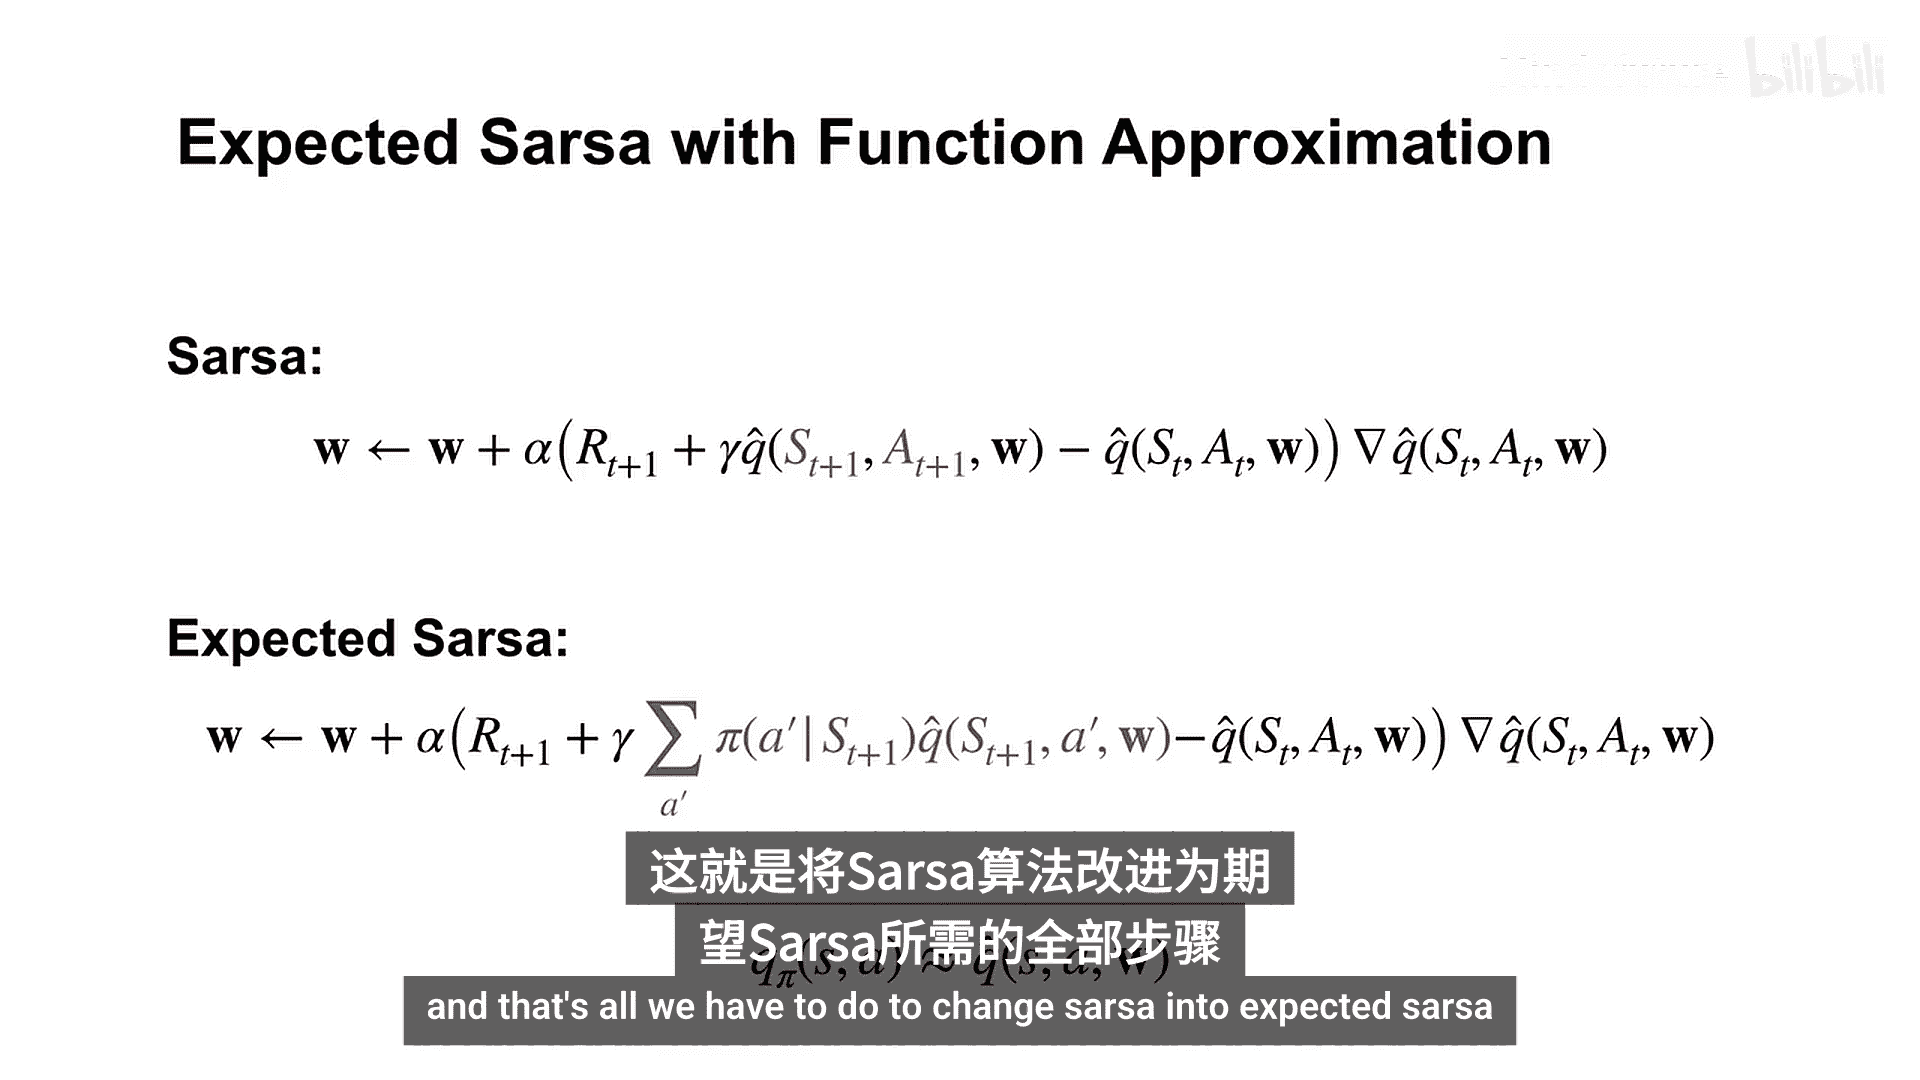 bilibili
Expected Sarsa with Function Approximation
Sarsa:
w ← w + α(R_{t+1} + γq̂(S_{t+1}, A_{t+1}, w) − q̂(S_t, A_t, w)) ∇q̂(S_t, A_t, w)
Expected Sarsa:
w ← w + α(R_{t+1} + γ ∑_{a′} π(a′|S_{t+1})q̂(S_{t+1}, a′, w)−q̂(S_t, A_t, w)) ∇q̂(S_t, A_t, w)
这就是将Sarsa算法改进为期
望Sarsa所需的全部步骤
q_π(s, a) ≈ q̂(s, a, w)
and that's all we have to do to change sarsa into expected sarsa